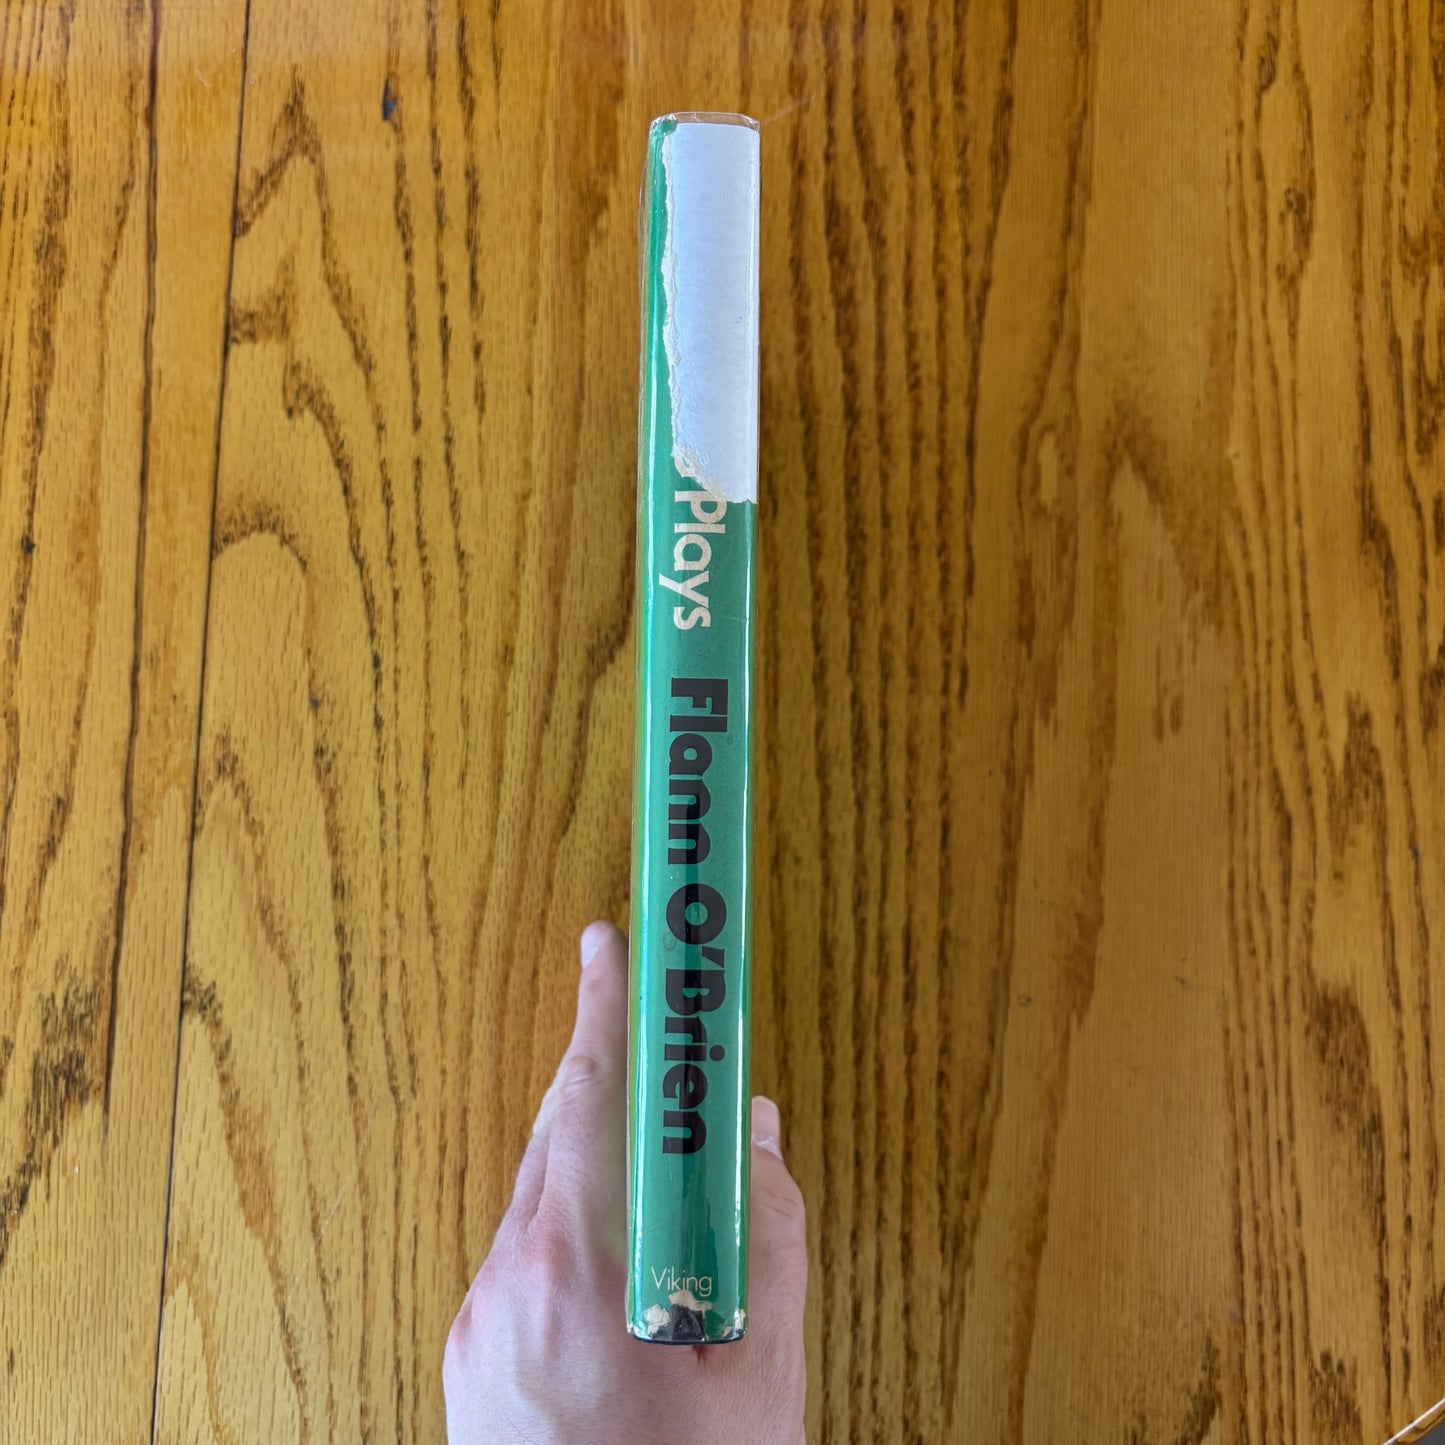 Plays
Flann O'Brien
Viking